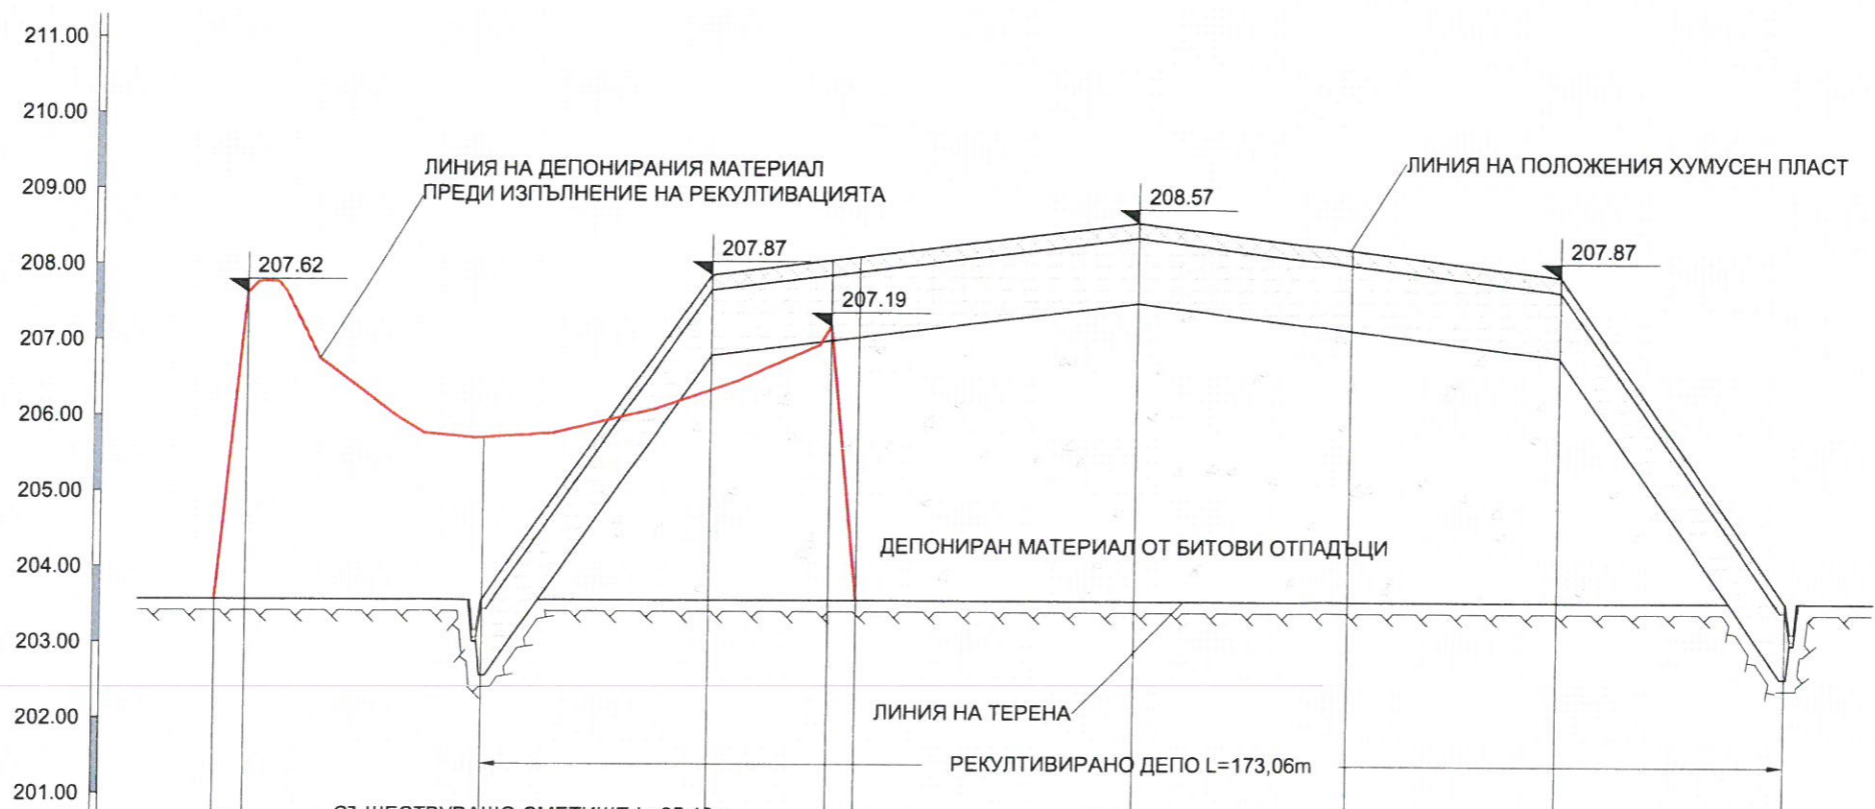 211.00
210.00
209.00
208.00
207.00
206.00
205.00
204.00
203.00
202.00
201.00
ЛИНИЯ НА ДЕПОНИРАНИЯ МАТЕРИАЛ
ПРЕДИ ИЗПЪЛНЕНИЕ НА РЕКУЛТИВАЦИЯТА
ЛИНИЯ НА ПОЛОЖЕНИЯ ХУМУСЕН ПЛАСТ
207.62
207.87
208.57
207.87
207.19
ДЕПОНИРАН МАТЕРИАЛ ОТ БИТОВИ ОТПАДЪЦИ
ЛИНИЯ НА ТЕРЕНА
РЕКУЛТИВИРАНО ДЕПО L=173,06m